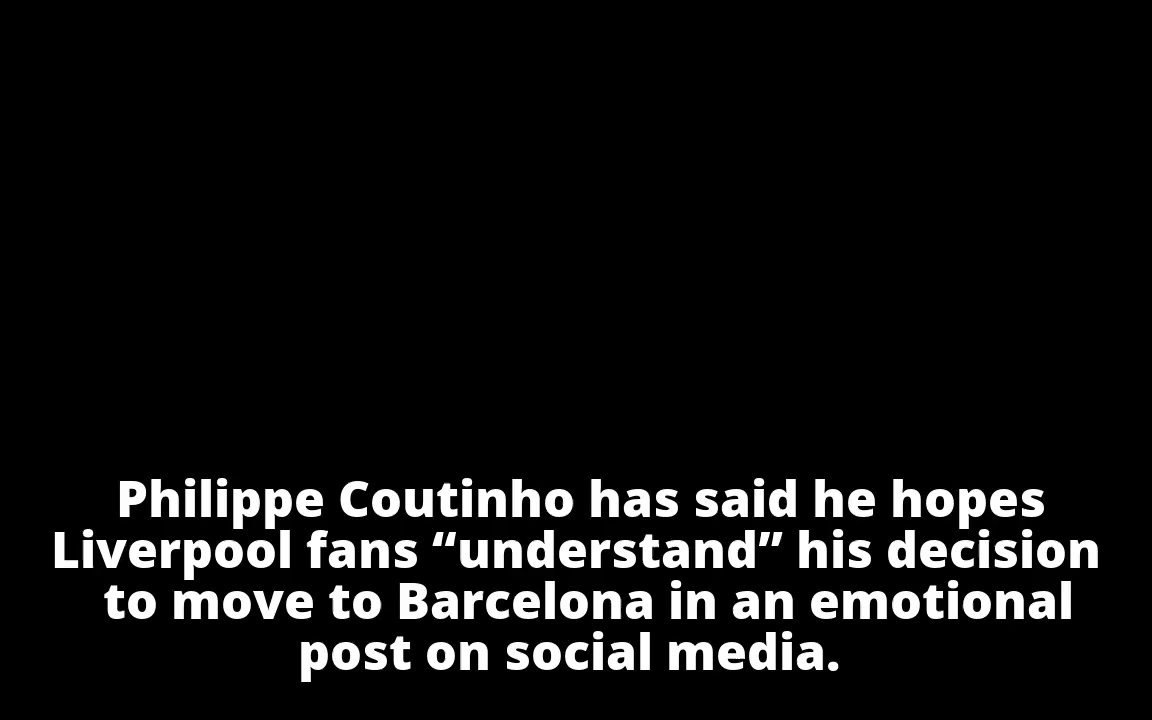 Philippe Coutinho has said he hopes
Liverpool fans “understand” his decision
to move to Barcelona in an emotional
post on social media.